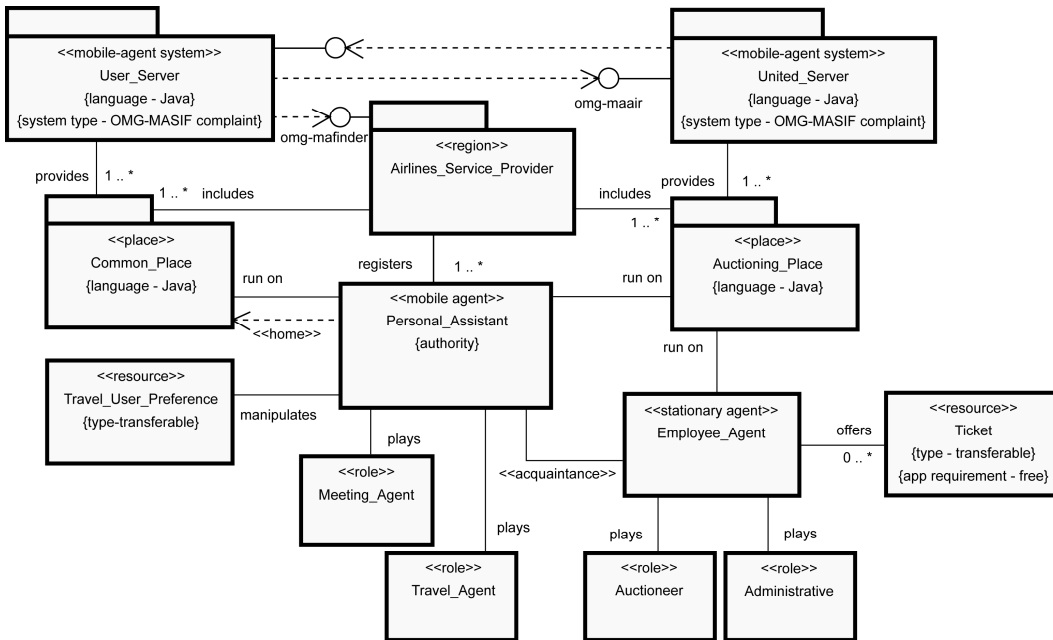 <<mobile-agent system>>
User_Server
{language - Java}
{system type - OMG-MASIF complaint}
<<mobile-agent system>>
United_Server
{language - Java}
{system type - OMG-MASIF complaint}
omg-maair
omg-mafinder
<<region>>
Airlines_Service_Provider
provides
1 .. *
1 .. *
includes
includes
1 .. *
provides
1 .. *
<<place>>
Common_Place
{language - Java}
registers
1 .. *
<<place>>
Auctioning_Place
{language - Java}
run on
run on
<<home>>
<<mobile agent>>
Personal_Assistant
{authority}
run on
<<resource>>
Travel_User_Preference
{type-transferable}
manipulates
plays
<<acquaintance>>
<<stationary agent>>
Employee_Agent
offers
0 .. *
<<resource>>
Ticket
{type - transferable}
{app requirement - free}
<<role>>
Meeting_Agent
plays
plays
plays
<<role>>
Travel_Agent
<<role>>
Auctioneer
<<role>>
Administrative